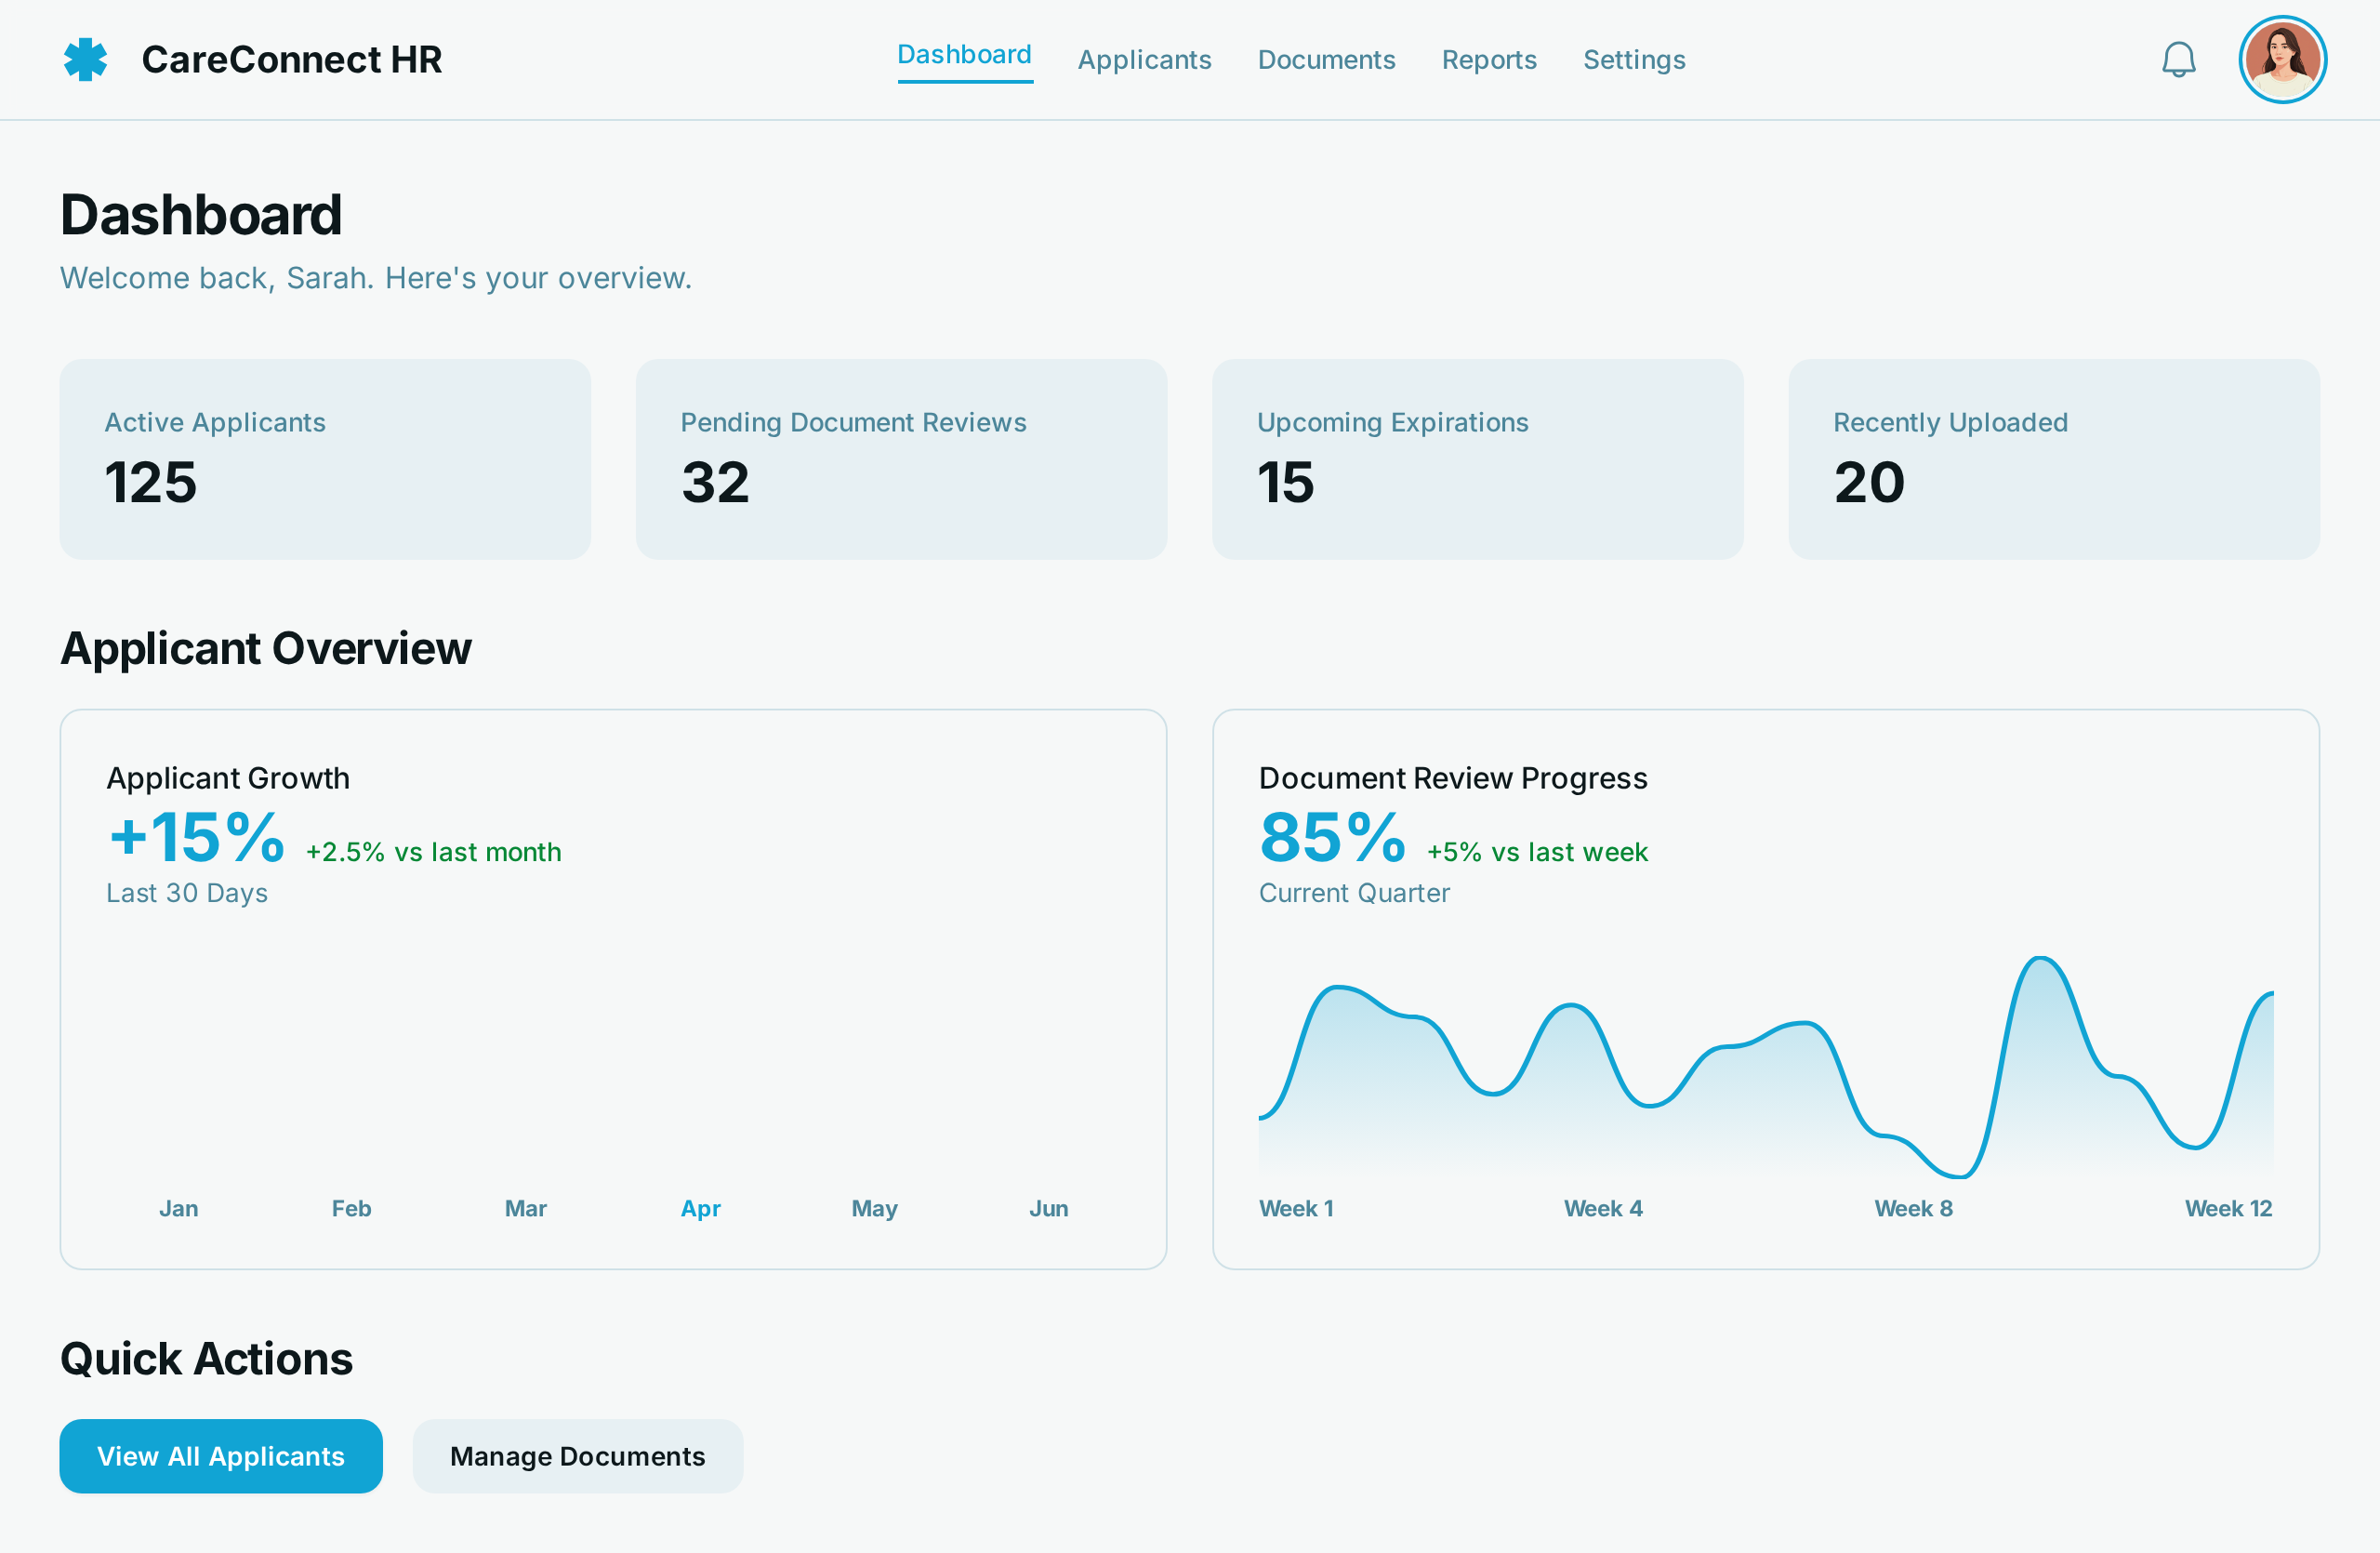 CareConnect HR
Dashboard
Applicants
Documents
Reports
Settings
Dashboard
Welcome back, Sarah. Here's your overview.
Active Applicants
125
Pending Document Reviews
32
Upcoming Expirations
15
Recently Uploaded
20
Applicant Overview
Applicant Growth
+15% +2.5% vs last month
Last 30 Days
Jan Feb Mar Apr May Jun
Document Review Progress
85% +5% vs last week
Current Quarter
Week 1 Week 4 Week 8 Week 12
Quick Actions
View All Applicants
Manage Documents